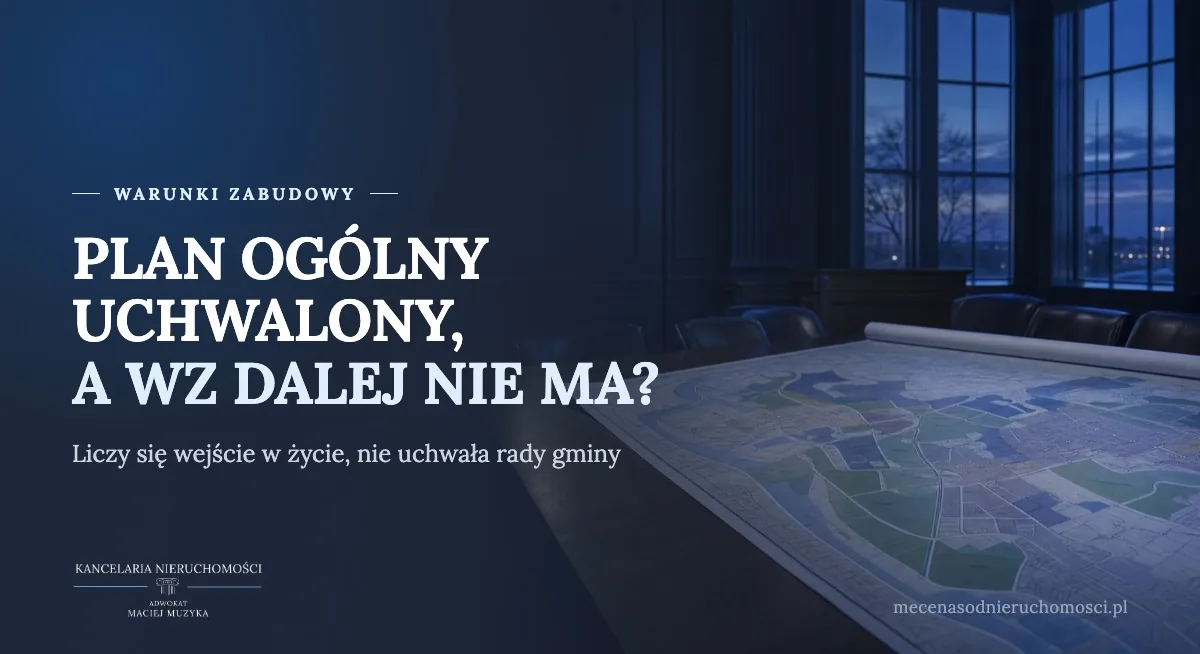 WARUNKI ZABUDOWY
PLAN OGÓLNY
UCHWALONY,
A WZ DALEJ NIE MA?
Liczy się wejście w życie, nie uchwała rady gminy
KANCELARIA NIERUCHOMOŚCI
ADWOKAT
MACIEJ MUZYKA
mecenasodnieruchomosci.pl